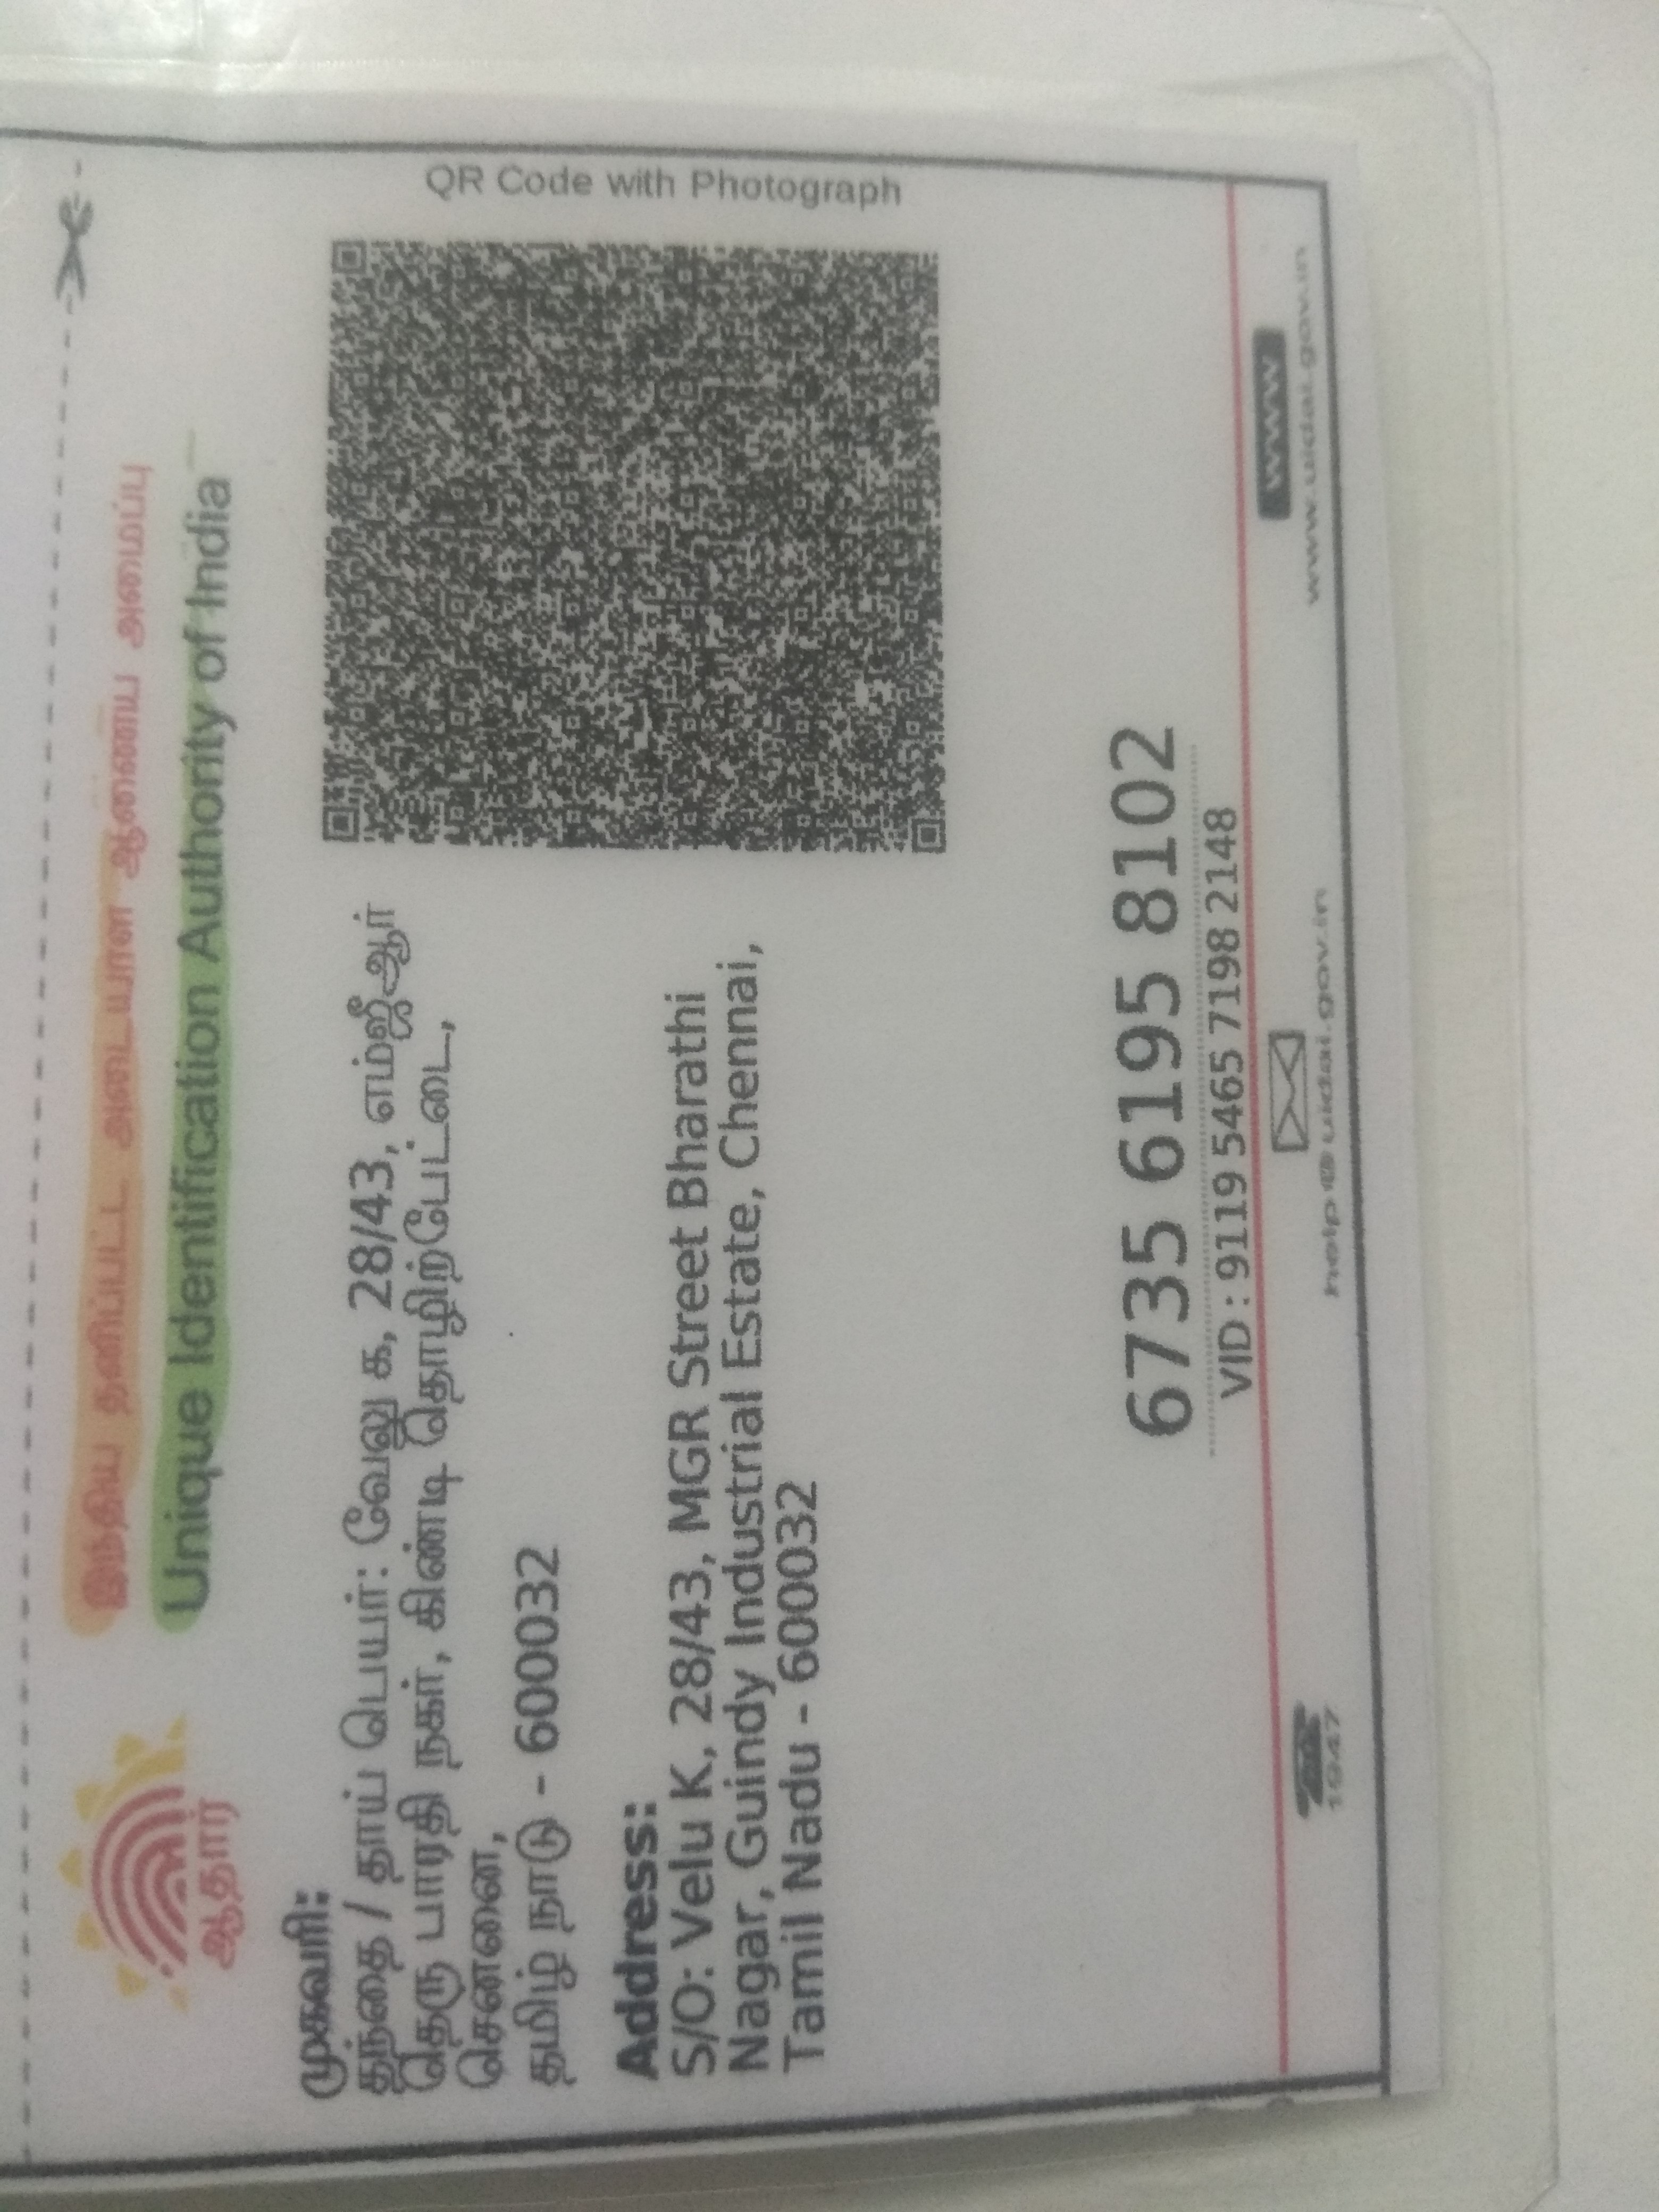 இந்திய தனிப்பட்ட அடையாள ஆணைய அமைப்பு
Unique Identification Authority of India
ஆதார்
QR Code with Photograph
முகவரி:
தந்தை / தாய் பெயர்: வேலு க, 28/43, எம்ஜீஆர்
தெரு பாரதி நகர், கிண்டி தொழிற்பேட்டை,
சென்னை,
தமிழ் நாடு - 600032
Address:
S/O: Velu K, 28/43, MGR Street Bharathi
Nagar, Guindy Industrial Estate, Chennai,
Tamil Nadu - 600032
6735 6195 8102
VID : 9119 5465 7198 2148
1947
help@uidai.gov.in
www
www.uidai.gov.in